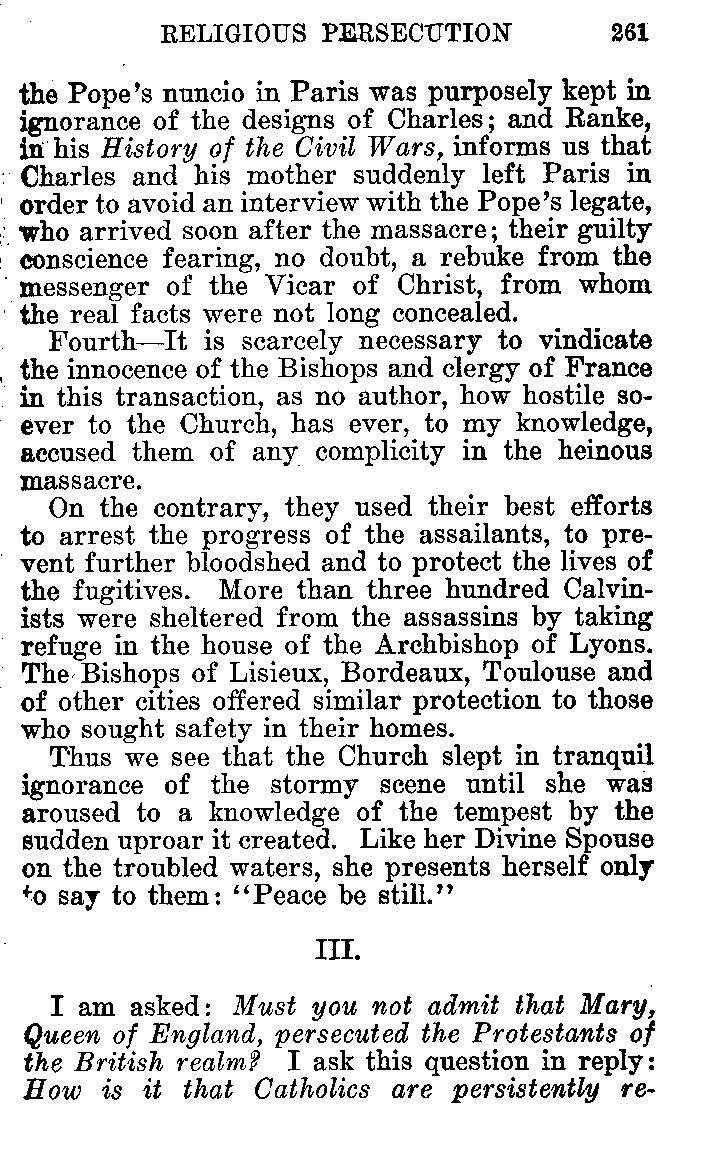 RELIGIOUS PERSECUTION 261
the Pope's nuncio in Paris was purposely kept in
ignorance of the designs of Charles; and Ranke,
in his History of the Civil Wars, informs us that
Charles and his mother suddenly left Paris in
order to avoid an interview with the Pope's legate,
who arrived soon after the massacre; their guilty
conscience fearing, no doubt, a rebuke from the
messenger of the Vicar of Christ, from whom
the real facts were not long concealed.
Fourth—It is scarcely necessary to vindicate
the innocence of the Bishops and clergy of France
in this transaction, as no author, how hostile so-
ever to the Church, has ever, to my knowledge,
accused them of any complicity in the heinous
massacre.
On the contrary, they used their best efforts
to arrest the progress of the assailants, to pre-
vent further bloodshed and to protect the lives of
the fugitives. More than three hundred Calvin-
ists were sheltered from the assassins by taking
refuge in the house of the Archbishop of Lyons.
The Bishops of Lisieux, Bordeaux, Toulouse and
of other cities offered similar protection to those
who sought safety in their homes.
Thus we see that the Church slept in tranquil
ignorance of the stormy scene until she was
aroused to a knowledge of the tempest by the
sudden uproar it created. Like her Divine Spouse
on the troubled waters, she presents herself only
to say to them: "Peace be still."
III.
I am asked: Must you not admit that Mary,
Queen of England, persecuted the Protestants of
the British realm? I ask this question in reply:
How is it that Catholics are persistently re-